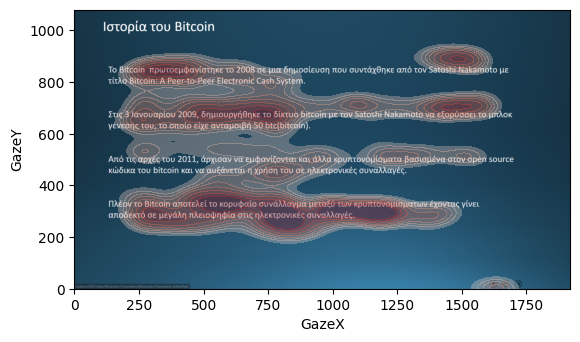 Ιστορία του Bitcoin
Το Bitcoin πρωτοεμφανίστηκε το 2008 σε μια δημοσίευση που συντάχθηκε από τον Satoshi Nakamoto με
τίτλο Bitcoin: A Peer-to-Peer Electronic Cash System.
Στις 3 Ιανουαρίου 2009, δημιουργήθηκε το δίκτυο bitcoin με τον Satoshi Nakamoto να εξορύσσει το μπλοκ
γένεσης του, το οποίο είχε ανταμοιβή 50 btc(bitcoin).
Από τις αρχές του 2011, άρχισαν να εμφανίζονται και άλλα κρυπτονομίσματα βασισμένα στον open source
κώδικα του bitcoin και να αυξάνεται η χρήση του σε ηλεκτρονικές συναλλαγές.
Πλέον το Bitcoin αποτελεί το κορυφαίο συνάλλαγμα μεταξύ των κρυπτονομισμάτων έχοντας γίνει
αποδεκτό σε μεγάλη πλειοψηφία στις ηλεκτρονικές συναλλαγές.
GazeY
1000
800
600
400
200
0
0 250 500 750 1000 1250 1500 1750
GazeX